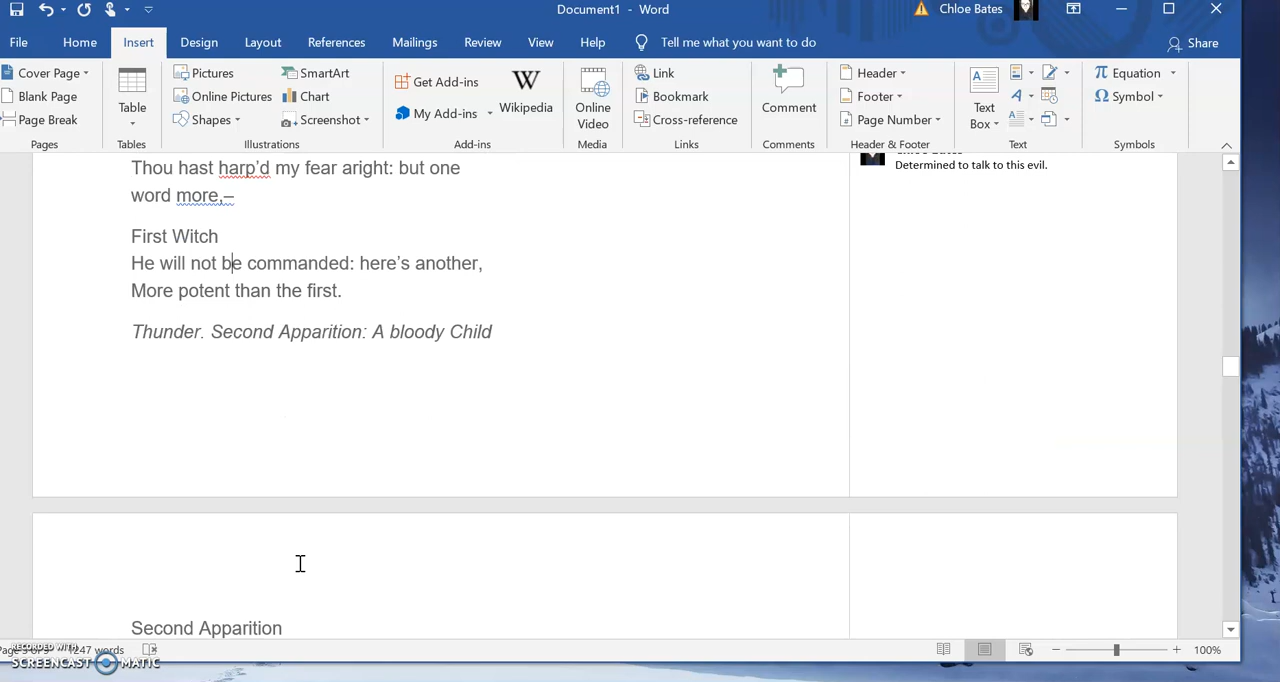 Document1 - Word
Chloe Bates
File Home Insert Design Layout References Mailings Review View Help Tell me what you want to do Share
Cover Page
Blank Page
Page Break
Pages
Table
Tables
Pictures
Online Pictures
Shapes
SmartArt
Chart
Screenshot
Illustrations
Get Add-ins
My Add-ins
Wikipedia
Add-ins
Online
Video
Media
Link
Bookmark
Cross-reference
Links
Comment
Comments
Header
Footer
Page Number
Header & Footer
Text
Box
Text
Equation
Symbol
Symbols
Thou hast harp’d my fear aright: but one
word more,–
First Witch
He will not be commanded: here’s another,
More potent than the first.
Thunder. Second Apparition: A bloody Child
Second Apparition
Determined to talk to this evil.
1247 words
100%
RECORDED WITH
SCREENCAST MATIC